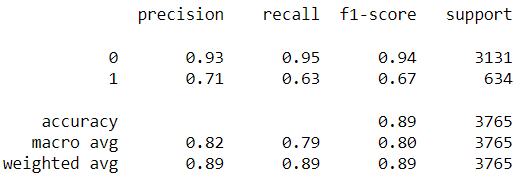 precision recall f1-score support
0 0.93 0.95 0.94 3131
1 0.71 0.63 0.67 634
accuracy 0.89 3765
macro avg 0.82 0.79 0.80 3765
weighted avg 0.89 0.89 0.89 3765